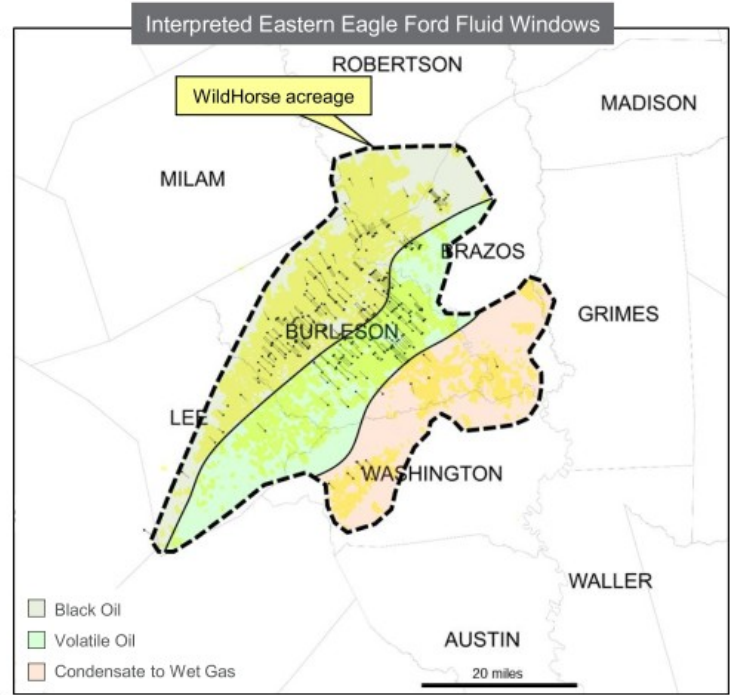 Interpreted Eastern Eagle Ford Fluid Windows
ROBERTSON
WildHorse acreage
MADISON
MILAM
BRAZOS
GRIMES
BURLESON
LEE
WASHINGTON
WALLER
Black Oil
Volatile Oil
AUSTIN
Condensate to Wet Gas
20 miles